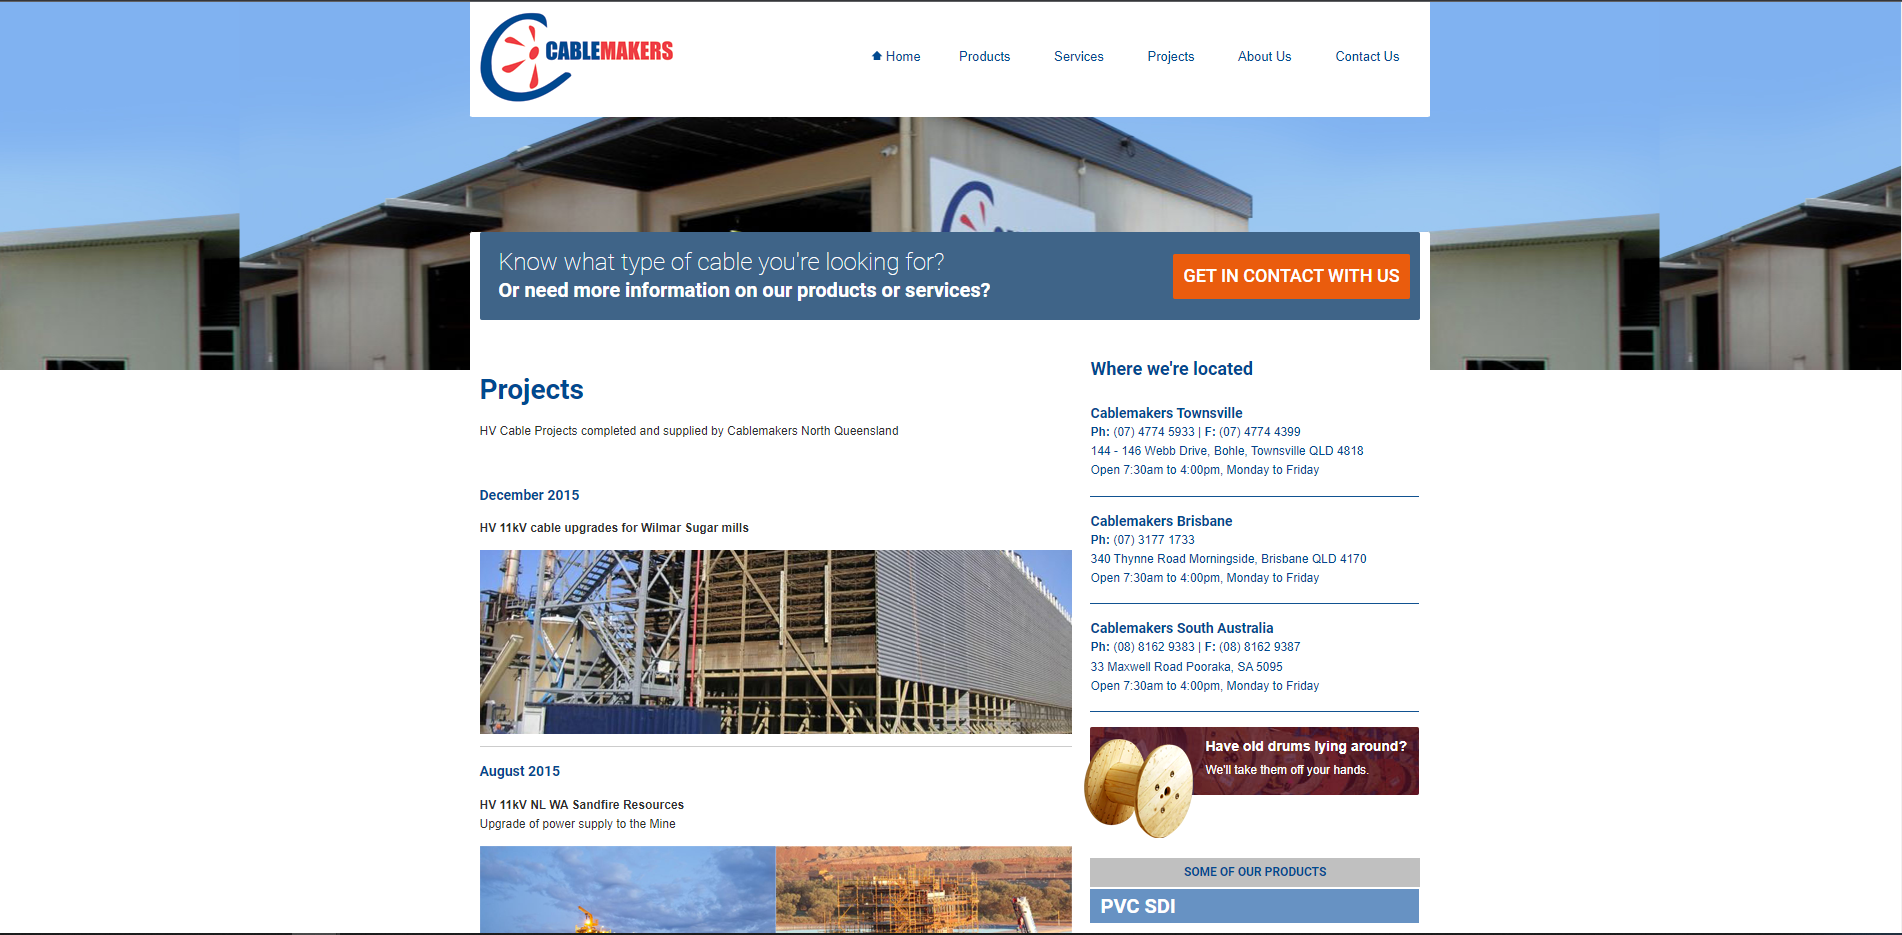 CABLEMAKERS
Home Products Services Projects About Us Contact Us
Know what type of cable you're looking for?
Or need more information on our products or services?
GET IN CONTACT WITH US
Projects
HV Cable Projects completed and supplied by Cablemakers North Queensland
December 2015
HV 11kV cable upgrades for Wilmar Sugar mills
August 2015
HV 11kV NL WA Sandfire Resources
Upgrade of power supply to the Mine
Where we're located
Cablemakers Townsville
Ph: (07) 4774 5933 | F: (07) 4774 4399
144 - 146 Webb Drive, Bohle, Townsville QLD 4818
Open 7:30am to 4:00pm, Monday to Friday
Cablemakers Brisbane
Ph: (07) 3177 1733
340 Thynne Road Morningside, Brisbane QLD 4170
Open 7:30am to 4:00pm, Monday to Friday
Cablemakers South Australia
Ph: (08) 8162 9383 | F: (08) 8162 9387
33 Maxwell Road Pooraka, SA 5095
Open 7:30am to 4:00pm, Monday to Friday
Have old drums lying around?
We'll take them off your hands.
SOME OF OUR PRODUCTS
PVC SDI